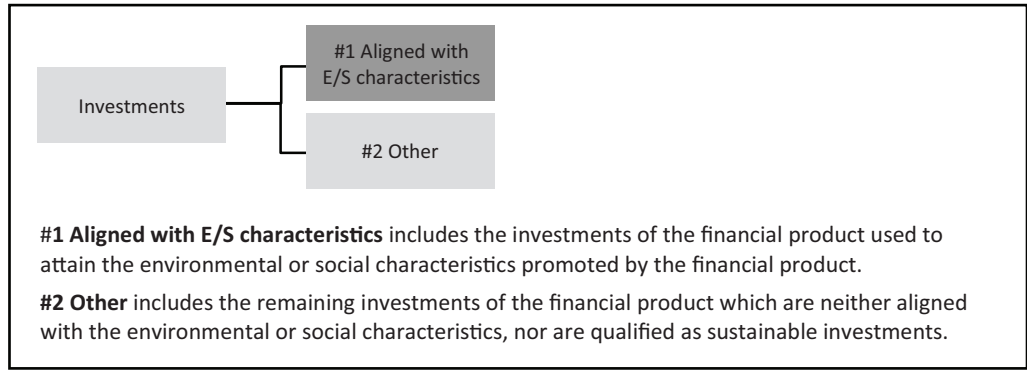 #1 Aligned with
E/S characteristics
Investments
#2 Other
#1 Aligned with E/S characteristics includes the investments of the financial product used to
attain the environmental or social characteristics promoted by the financial product.
#2 Other includes the remaining investments of the financial product which are neither aligned
with the environmental or social characteristics, nor are qualified as sustainable investments.